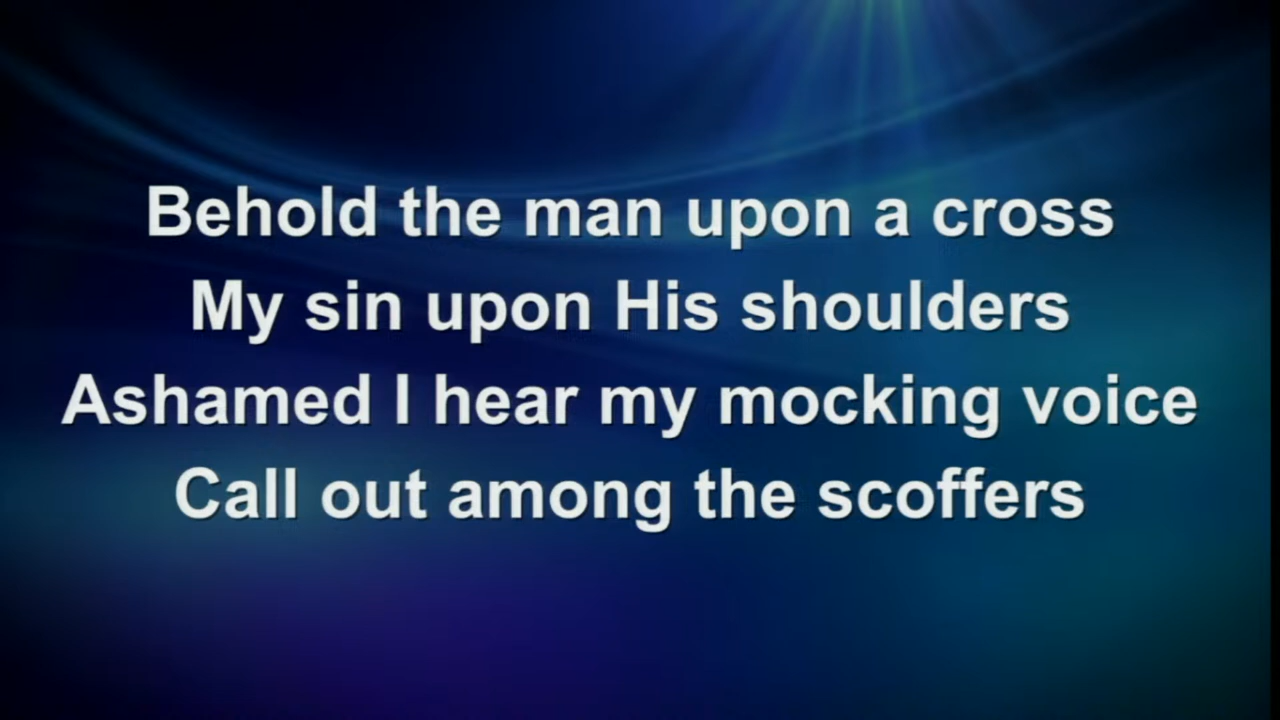 Behold the man upon a cross
My sin upon His shoulders
Ashamed I hear my mocking voice
Call out among the scoffers